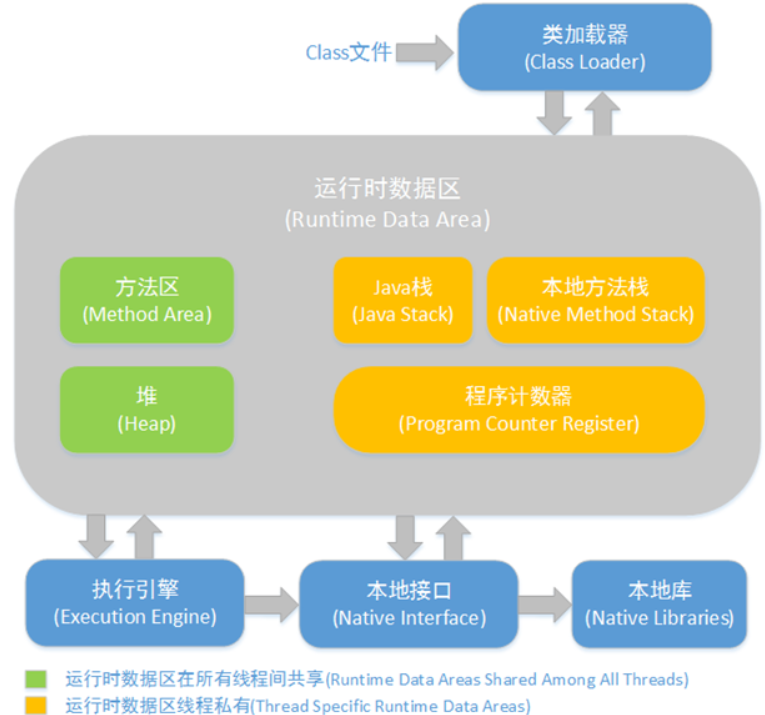 Class文件
类加载器
(Class Loader)
运行时数据区
(Runtime Data Area)
方法区
(Method Area)
Java栈
(Java Stack)
本地方法栈
(Native Method Stack)
堆
(Heap)
程序计数器
(Program Counter Register)
执行引擎
(Execution Engine)
本地接口
(Native Interface)
本地库
(Native Libraries)
运行时数据区在所有线程间共享(Runtime Data Areas Shared Among All Threads)
运行时数据区线程私有(Thread Specific Runtime Data Areas)